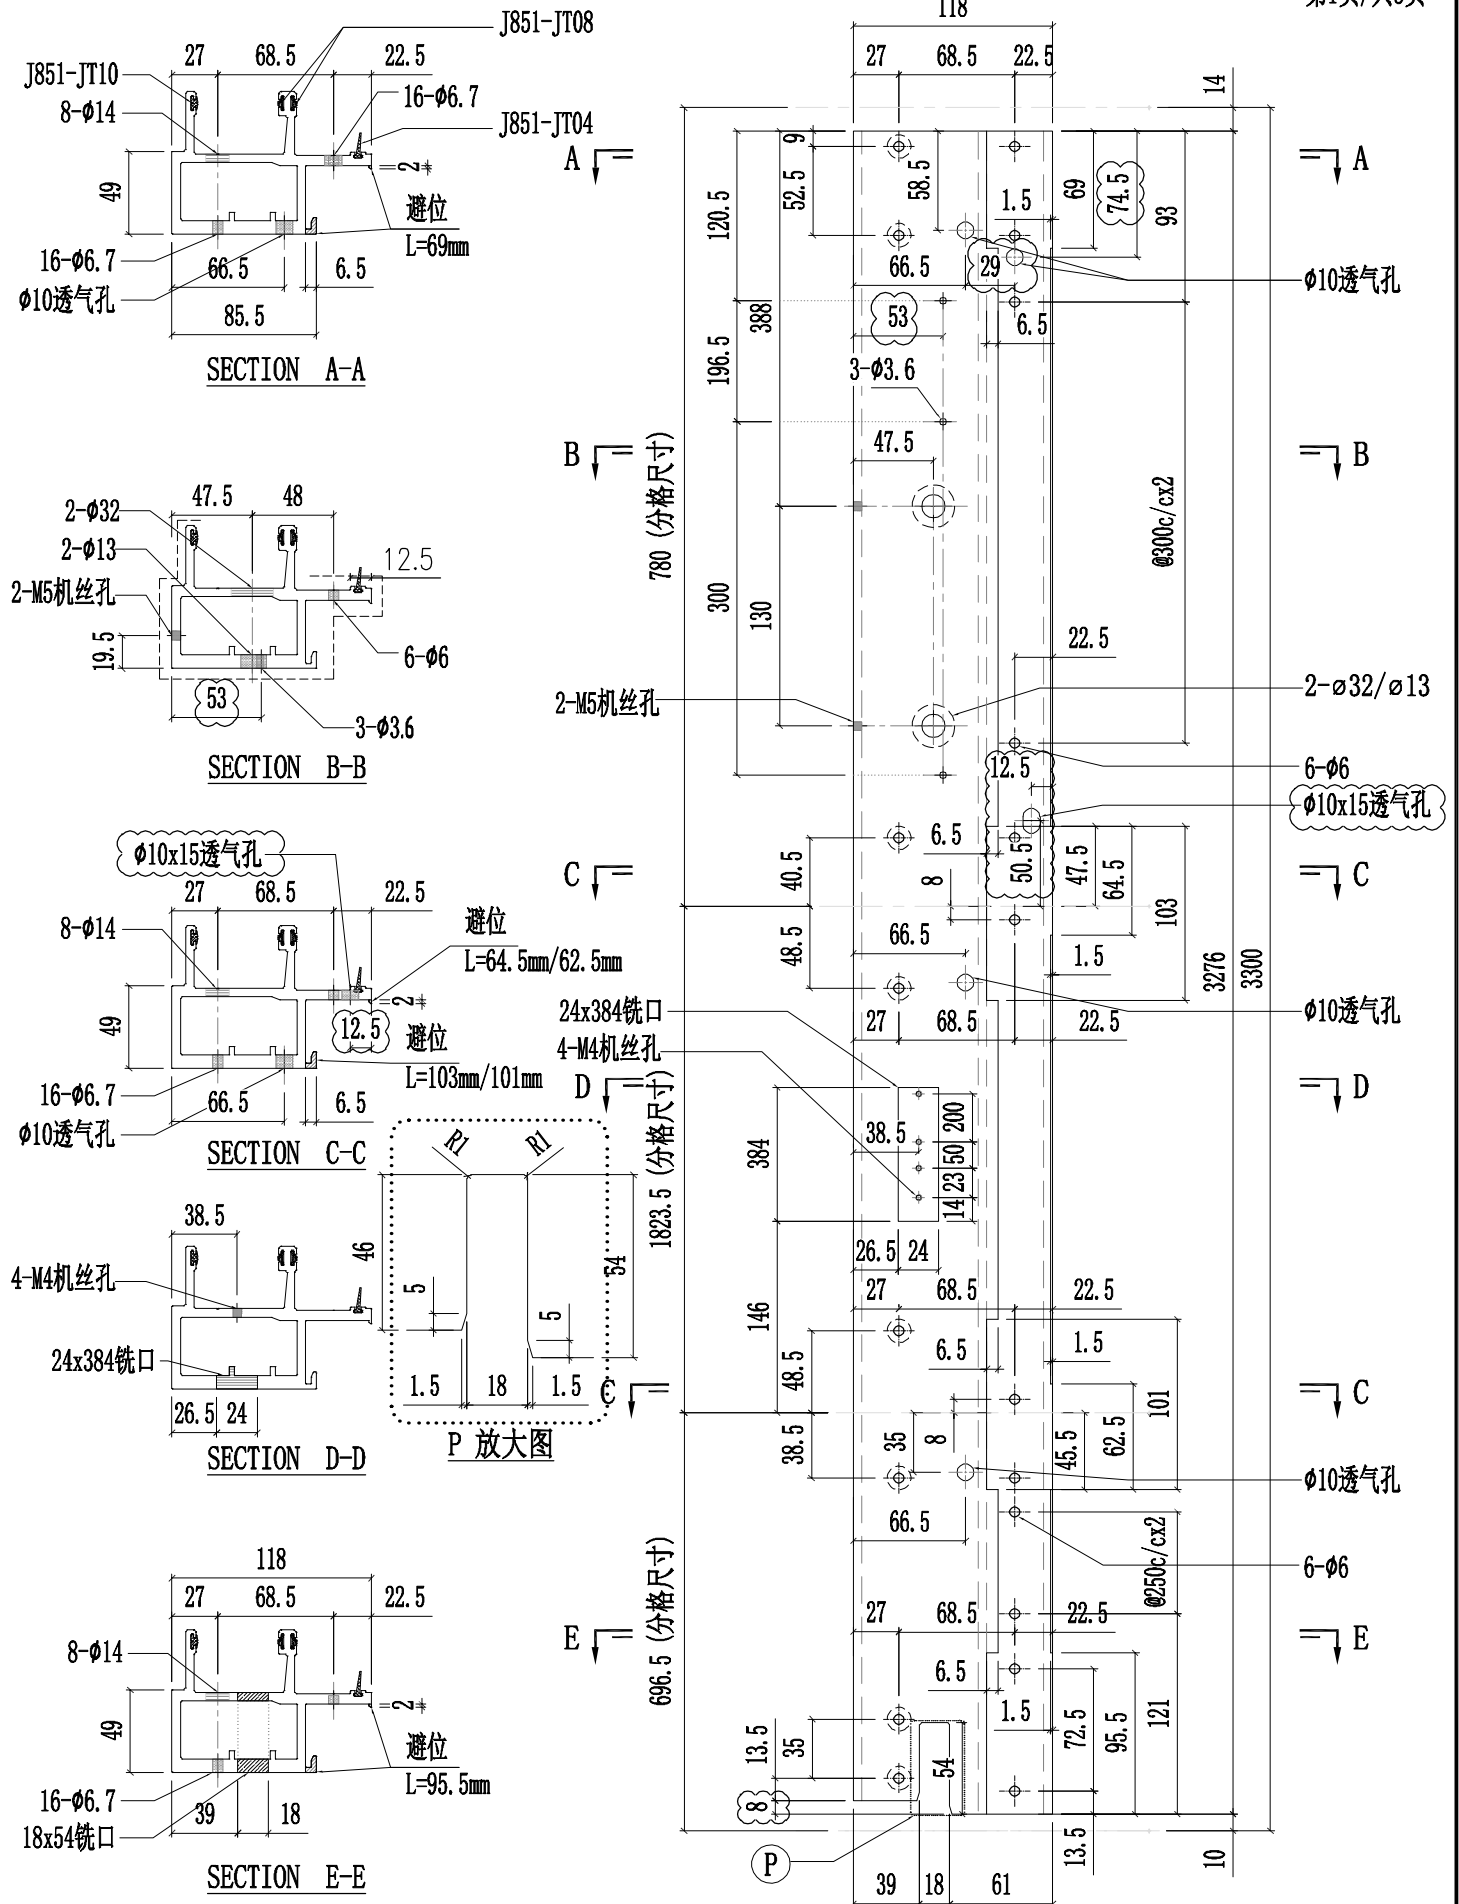 118
27
68.5
22.5
J851-JT10
8-φ14
J851-JT08
16-φ6.7
J851-JT04
49
2
避位
L=69mm
16-φ6.7
66.5
6.5
φ10透气孔
85.5
SECTION A-A
47.5
48
2-φ32
2-φ13
12.5
2-M5机丝孔
19.5
6-φ6
53
3-φ3.6
SECTION B-B
φ10x15透气孔
27
68.5
22.5
8-φ14
避位
L=64.5mm/62.5mm
49
2
12.5
避位
L=103mm/101mm
16-φ6.7
66.5
6.5
φ10透气孔
SECTION C-C
38.5
4-M4机丝孔
24x384铣口
26.5
24
SECTION D-D
R1
R1
46
54
5
5
1.5
18
1.5
P 放大图
118
27
68.5
22.5
8-φ14
49
2
避位
L=95.5mm
16-φ6.7
39
18
18x54铣口
SECTION E-E
27
68.5
22.5
14
A
A
9
52.5
58.5
120.5
1.5
69
74.5
93
66.5
29
φ10透气孔
53
6.5
388
196.5
3-φ3.6
B
B
47.5
780 (分格尺寸)
@300c/cx2
300
130
22.5
2-M5机丝孔
2-⌀32/⌀13
12.5
6-φ6
φ10x15透气孔
6.5
50.5
47.5
64.5
103
C
C
40.5
8
66.5
48.5
1.5
3276
3300
24x384铣口
φ10透气孔
27
68.5
22.5
4-M4机丝孔
D
D
384
38.5
200
50
23
14
1823.5 (分格尺寸)
26.5
24
27
68.5
22.5
146
48.5
6.5
1.5
C
C
101
38.5
35
8
45.5
62.5
φ10透气孔
66.5
@250c/cx2
6-φ6
696.5 (分格尺寸)
27
68.5
22.5
E
E
6.5
1.5
121
13.5
35
54
72.5
95.5
8
P
13.5
10
39
18
61